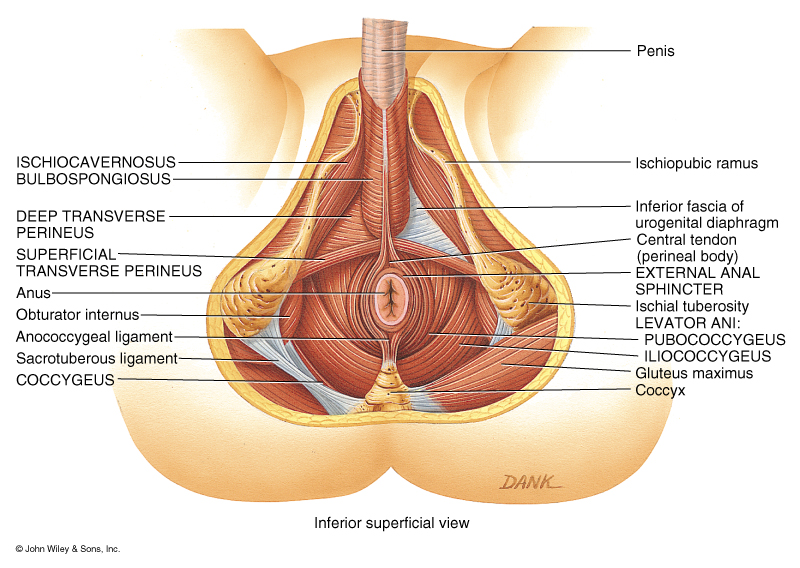 Penis
ISCHIOCAVERNOSUS
BULBOSPONGIOSUS
DEEP TRANSVERSE
PERINEUS
SUPERFICIAL
TRANSVERSE PERINEUS
Anus
Obturator internus
Anococcygeal ligament
Sacrotuberous ligament
COCCYGEUS
Ischiopubic ramus
Inferior fascia of
urogenital diaphragm
Central tendon
(perineal body)
EXTERNAL ANAL
SPHINCTER
Ischial tuberosity
LEVATOR ANI:
PUBOCOCCYGEUS
ILIOCOCCYGEUS
Gluteus maximus
Coccyx
DANK
Inferior superficial view
© John Wiley & Sons, Inc.